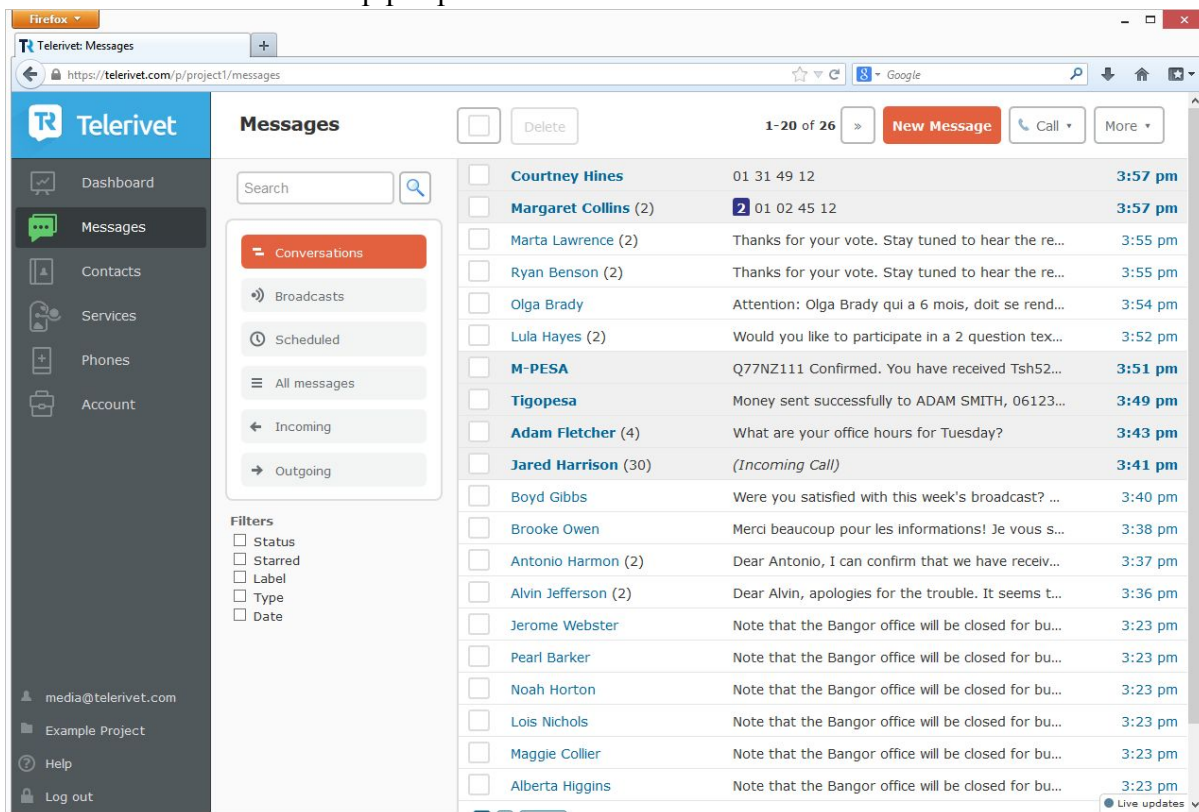 Firefox
Telerivet: Messages
https://telerivet.com/p/project1/messages
Google
Telerivet
Messages
Delete
1-20 of 26
»
New Message
Call
More
Dashboard
Messages
Contacts
Services
Phones
Account
media@telerivet.com
Example Project
Help
Log out
Search
Conversations
Broadcasts
Scheduled
All messages
Incoming
Outgoing
Filters
Status
Starred
Label
Type
Date
Courtney Hines 01 31 49 12 3:57 pm
Margaret Collins (2) 2 01 02 45 12 3:57 pm
Marta Lawrence (2) Thanks for your vote. Stay tuned to hear the re... 3:55 pm
Ryan Benson (2) Thanks for your vote. Stay tuned to hear the re... 3:55 pm
Olga Brady Attention: Olga Brady qui a 6 mois, doit se rend... 3:54 pm
Lula Hayes (2) Would you like to participate in a 2 question tex... 3:52 pm
M-PESA Q77NZ111 Confirmed. You have received Tsh52... 3:51 pm
Tigopesa Money sent successfully to ADAM SMITH, 06123... 3:49 pm
Adam Fletcher (4) What are your office hours for Tuesday? 3:43 pm
Jared Harrison (30) (Incoming Call) 3:41 pm
Boyd Gibbs Were you satisfied with this week's broadcast? ... 3:40 pm
Brooke Owen Merci beaucoup pour les informations! Je vous s... 3:38 pm
Antonio Harmon (2) Dear Antonio, I can confirm that we have receiv... 3:37 pm
Alvin Jefferson (2) Dear Alvin, apologies for the trouble. It seems t... 3:36 pm
Jerome Webster Note that the Bangor office will be closed for bu... 3:23 pm
Pearl Barker Note that the Bangor office will be closed for bu... 3:23 pm
Noah Horton Note that the Bangor office will be closed for bu... 3:23 pm
Lois Nichols Note that the Bangor office will be closed for bu... 3:23 pm
Maggie Collier Note that the Bangor office will be closed for bu... 3:23 pm
Alberta Higgins Note that the Bangor office will be closed for bu... 3:23 pm
Live updates